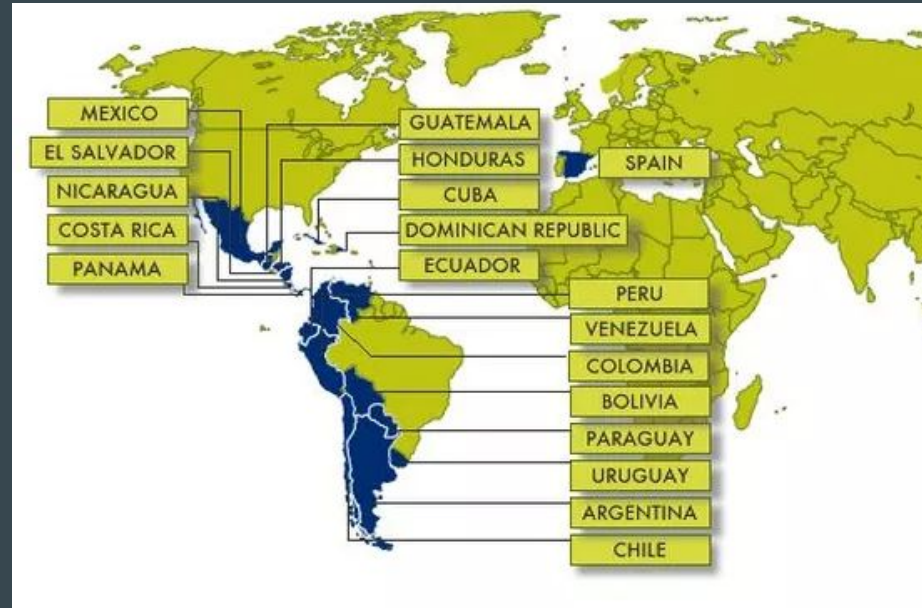 MEXICO
EL SALVADOR
NICARAGUA
COSTA RICA
PANAMA
GUATEMALA
HONDURAS
CUBA
DOMINICAN REPUBLIC
ECUADOR
SPAIN
PERU
VENEZUELA
COLOMBIA
BOLIVIA
PARAGUAY
URUGUAY
ARGENTINA
CHILE